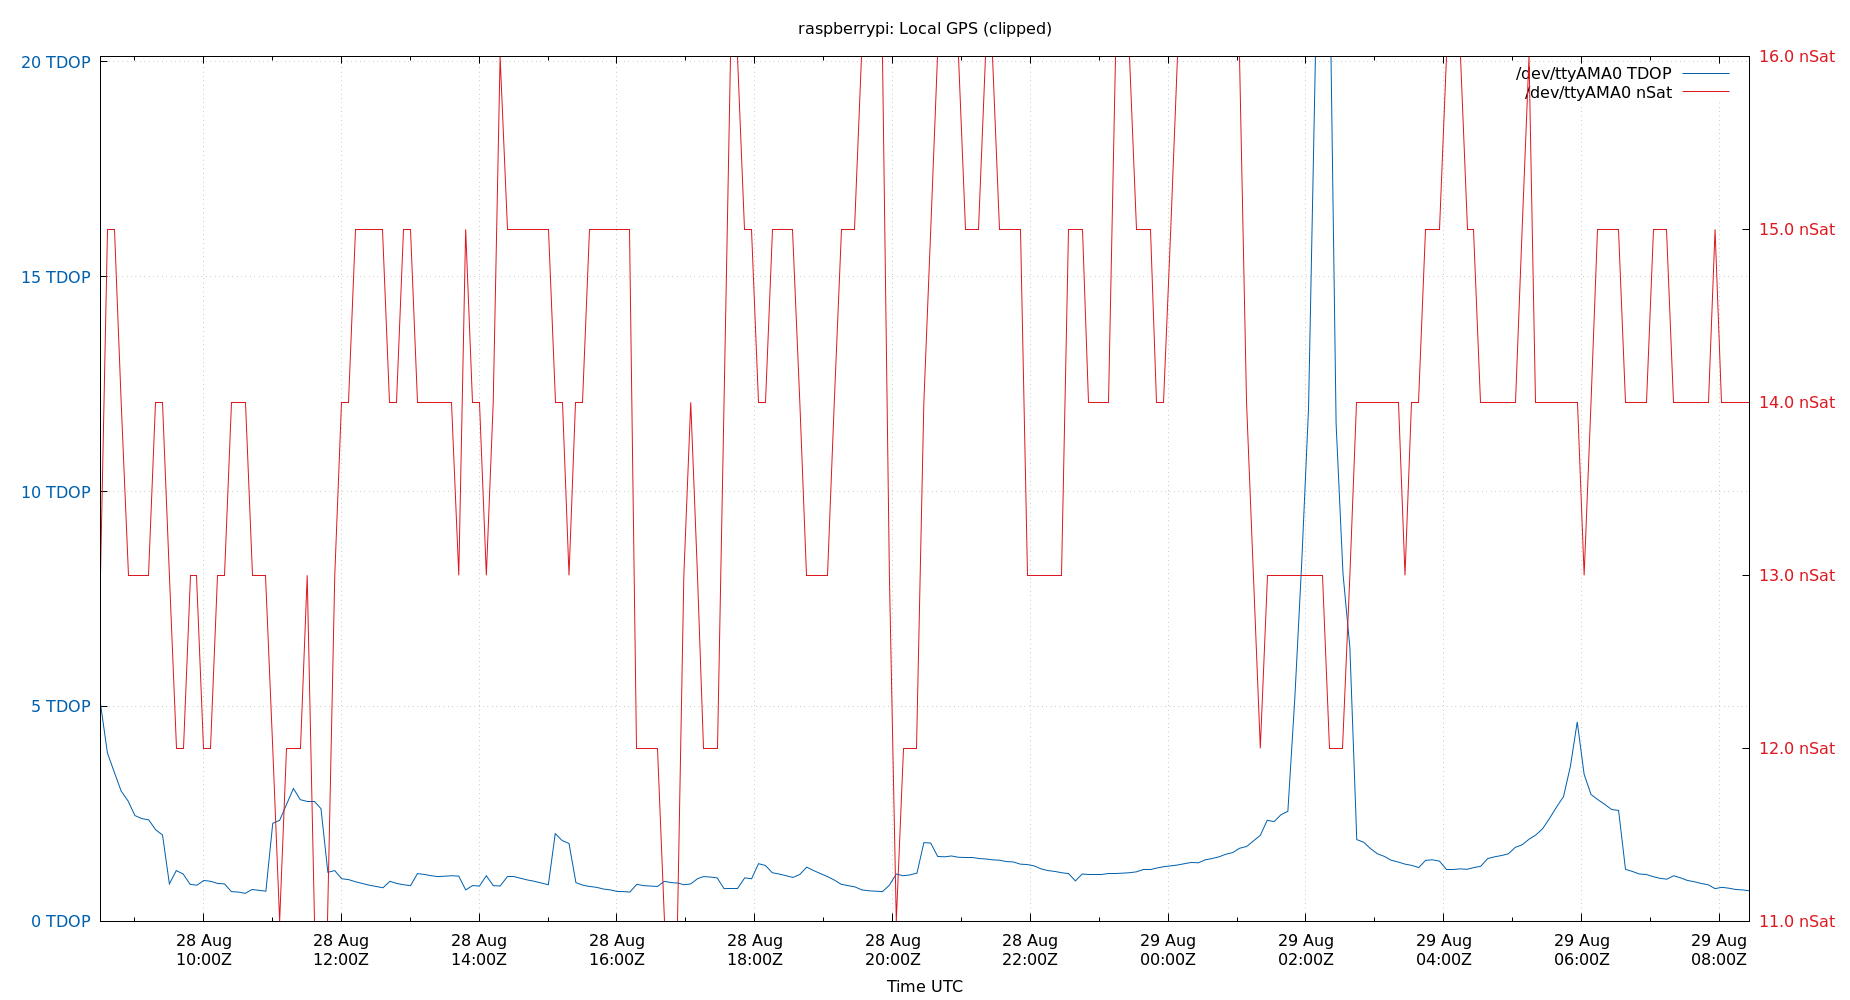 raspberrypi: Local GPS (clipped)
20 TDOP
15 TDOP
10 TDOP
5 TDOP
0 TDOP
16.0 nSat
15.0 nSat
14.0 nSat
13.0 nSat
12.0 nSat
11.0 nSat
/dev/ttyAMA0 TDOP
/dev/ttyAMA0 nSat
28 Aug
10:00Z
28 Aug
12:00Z
28 Aug
14:00Z
28 Aug
16:00Z
28 Aug
18:00Z
28 Aug
20:00Z
28 Aug
22:00Z
29 Aug
00:00Z
29 Aug
02:00Z
29 Aug
04:00Z
29 Aug
06:00Z
29 Aug
08:00Z
Time UTC